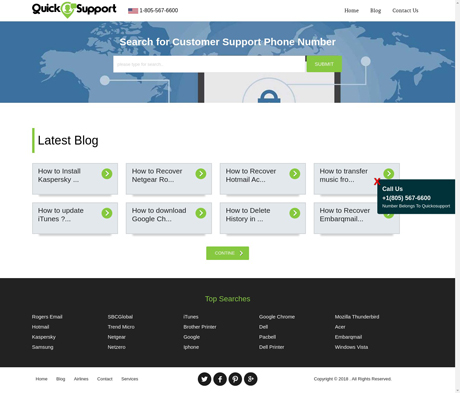 Quick Support
1-805-567-6600
Home Blog Contact Us
Search for Customer Support Phone Number
please type for search..
SUBMIT
Latest Blog
How to Install
Kaspersky ...
How to Recover
Netgear Ro...
How to Recover
Hotmail Ac...
How to transfer
music fro...
X
Call Us
+1(805) 567-6600
Number Belongs To Quicksupport
How to update
iTunes ?...
How to download
Google Ch...
How to Delete
History in ...
How to Recover
Embarqmail...
CONTINE
Top Searches
Rogers Email SBCGlobal iTunes Google Chrome Mozilla Thunderbird
Hotmail Trend Micro Brother Printer Dell Acer
Kaspersky Netgear Google Pacbell Embarqmail
Samsung Netzero Iphone Dell Printer Windows Vista
Home Blog Airlines Contact Services
Copyright © 2018 . All Rights Reserved.